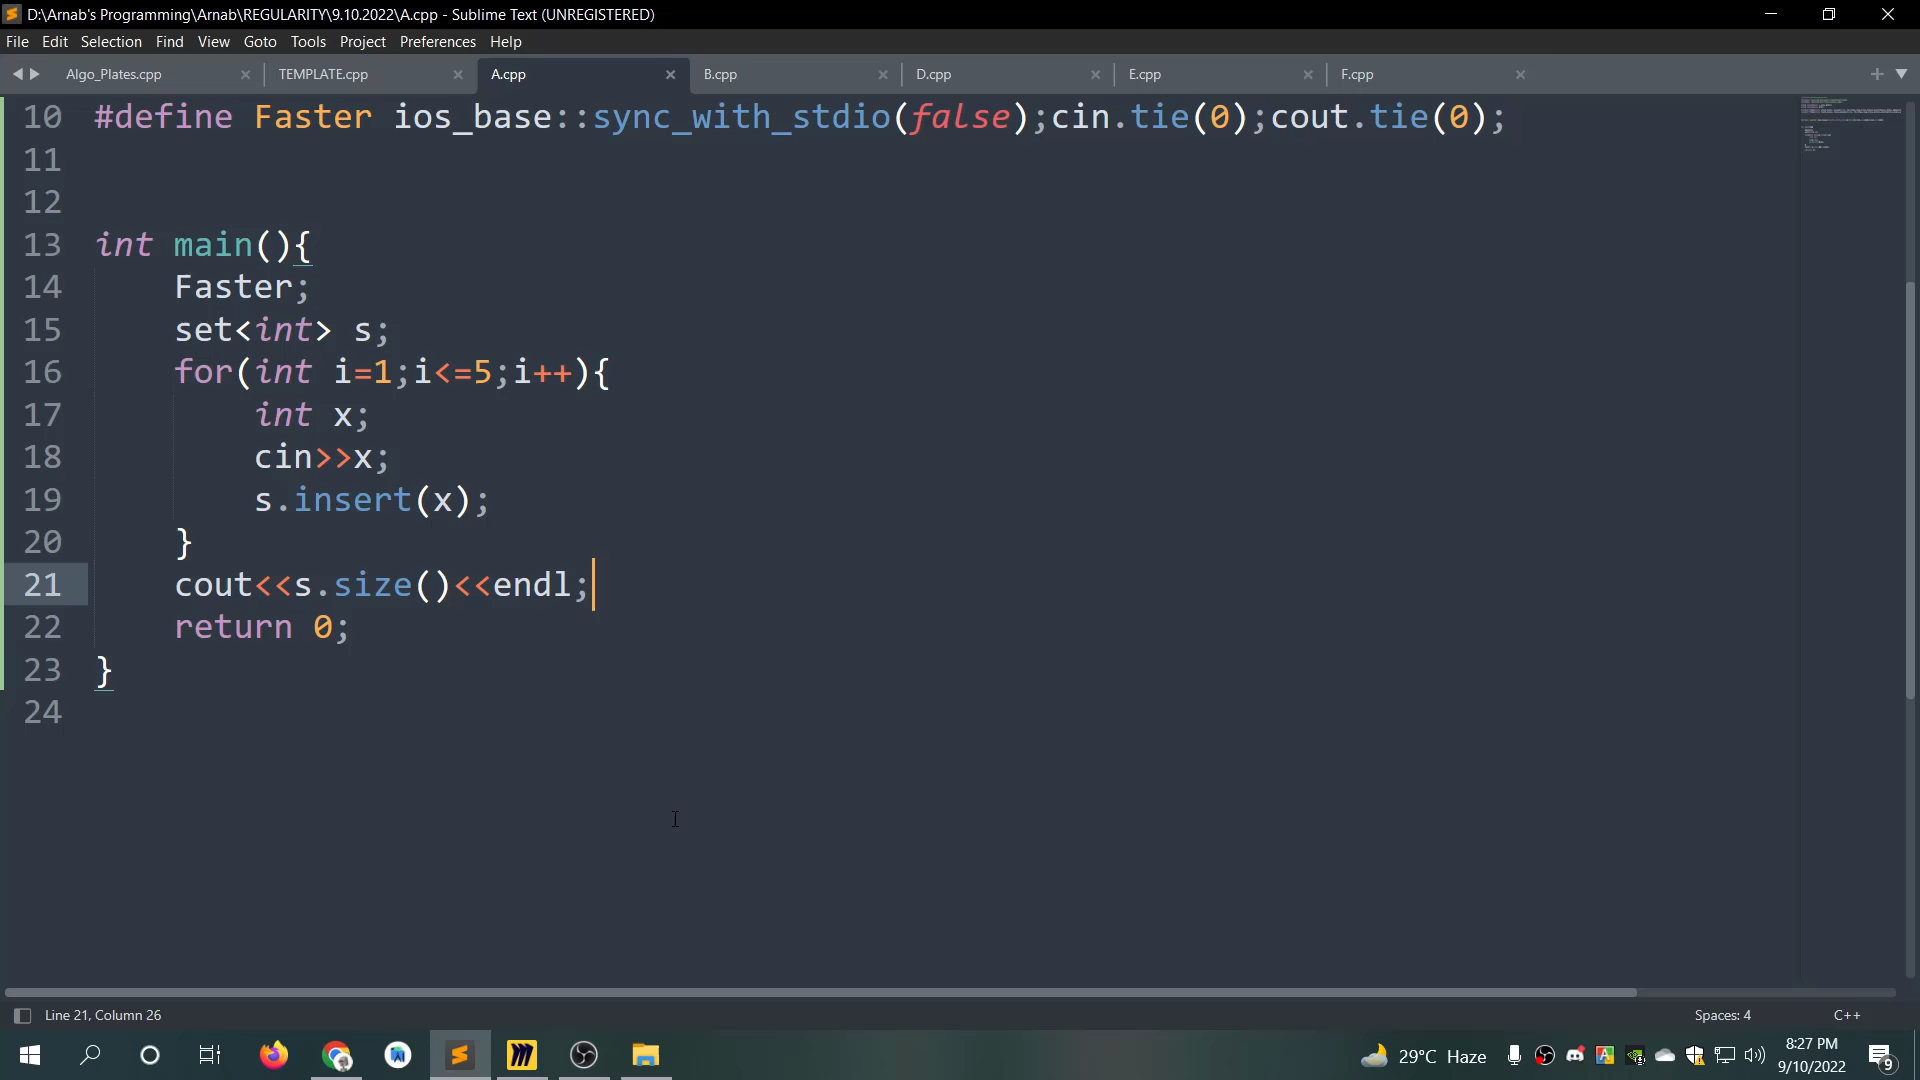 D:\Arnab's Programming\Arnab\REGULARITY\9.10.2022\A.cpp - Sublime Text (UNREGISTERED)
File Edit Selection Find View Goto Tools Project Preferences Help
Algo_Plates.cpp TEMPLATE.cpp A.cpp B.cpp D.cpp E.cpp F.cpp
10 #define Faster ios_base::sync_with_stdio(false);cin.tie(0);cout.tie(0);
11
12
13 int main(){
14 Faster;
15 set<int> s;
16 for(int i=1;i<=5;i++){
17 int x;
18 cin>>x;
19 s.insert(x);
20 }
21 cout<<s.size()<<endl;
22 return 0;
23 }
24
Line 21, Column 26 Spaces: 4 C++
29°C Haze 8:27 PM
9/10/2022 9